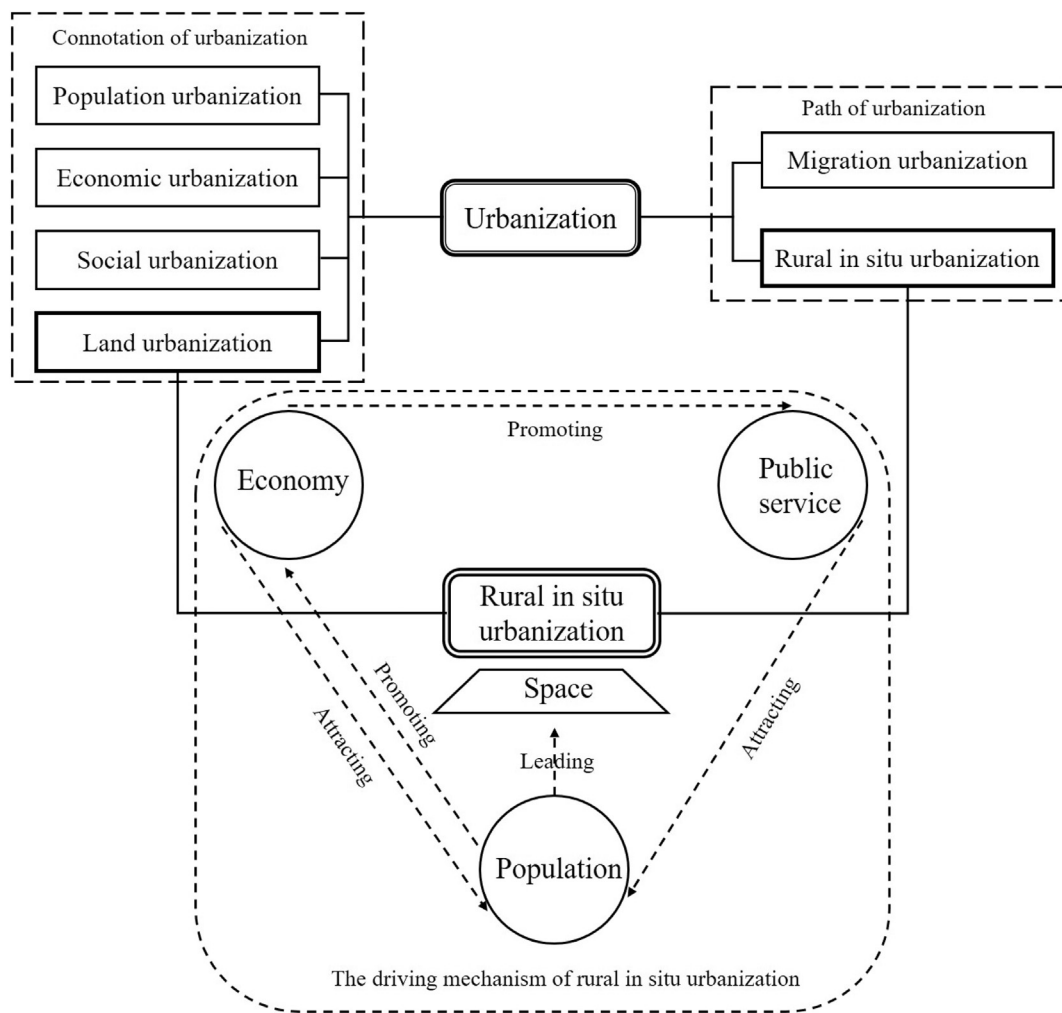 Connotation of urbanization
Population urbanization
Economic urbanization
Social urbanization
Land urbanization
Urbanization
Path of urbanization
Migration urbanization
Rural in situ urbanization
Promoting
Economy
Public
service
Rural in situ
urbanization
Space
Promoting
Attracting
Attracting
Leading
Population
The driving mechanism of rural in situ urbanization